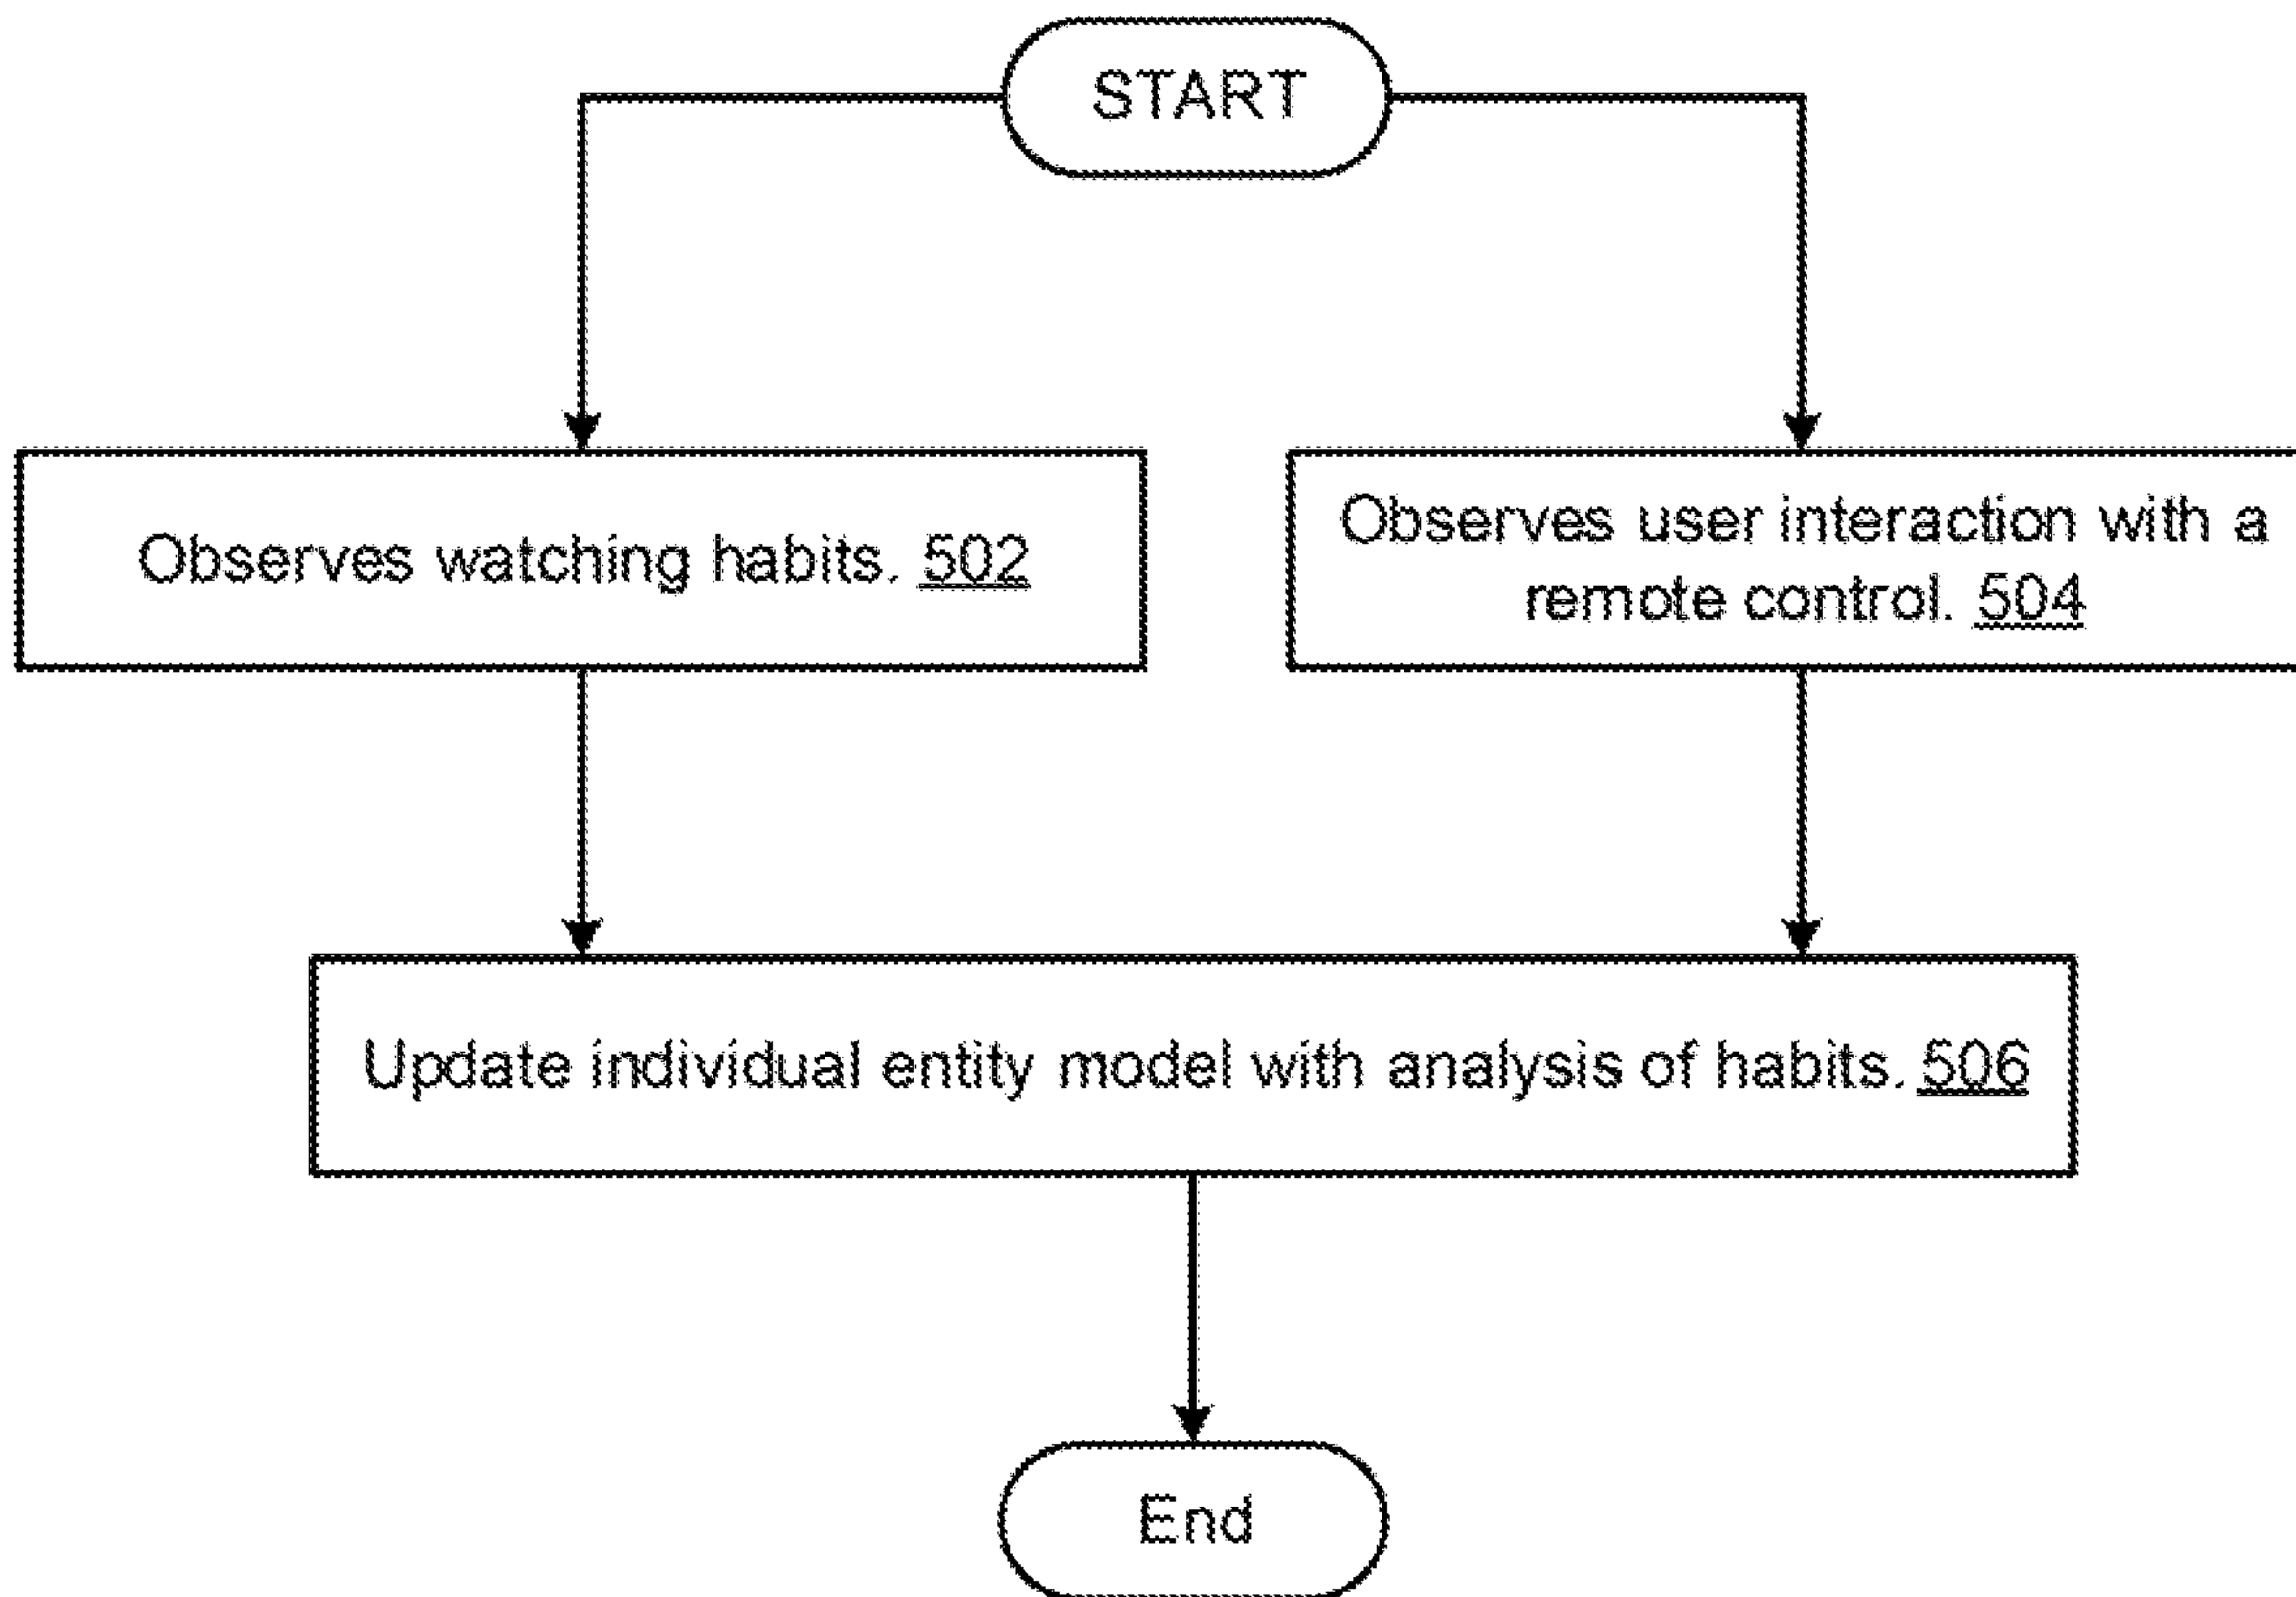 START
Observes watching habits. 502
Observes user interaction with a
remote control. 504
Update individual entity model with analysis of habits. 506
End